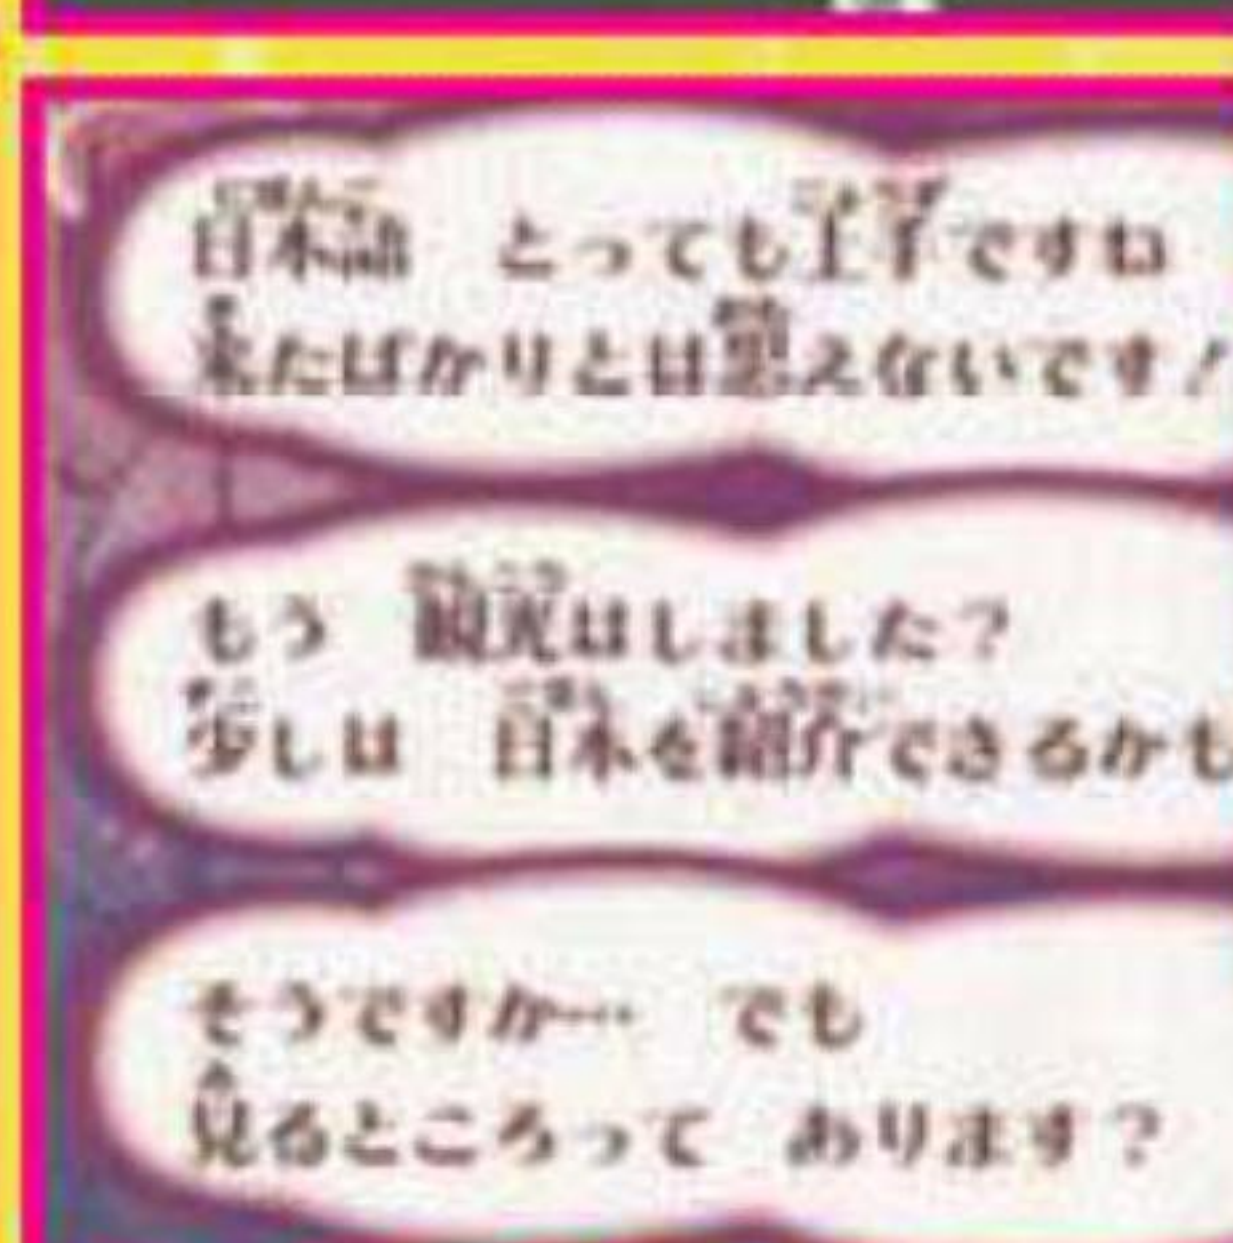 日本語　とっても上手ですね
来たばかりとは思えないです！
もう　観光はしました？
少しは　日本を紹介できるかも
そうですか…　でも
見るところって　あります？